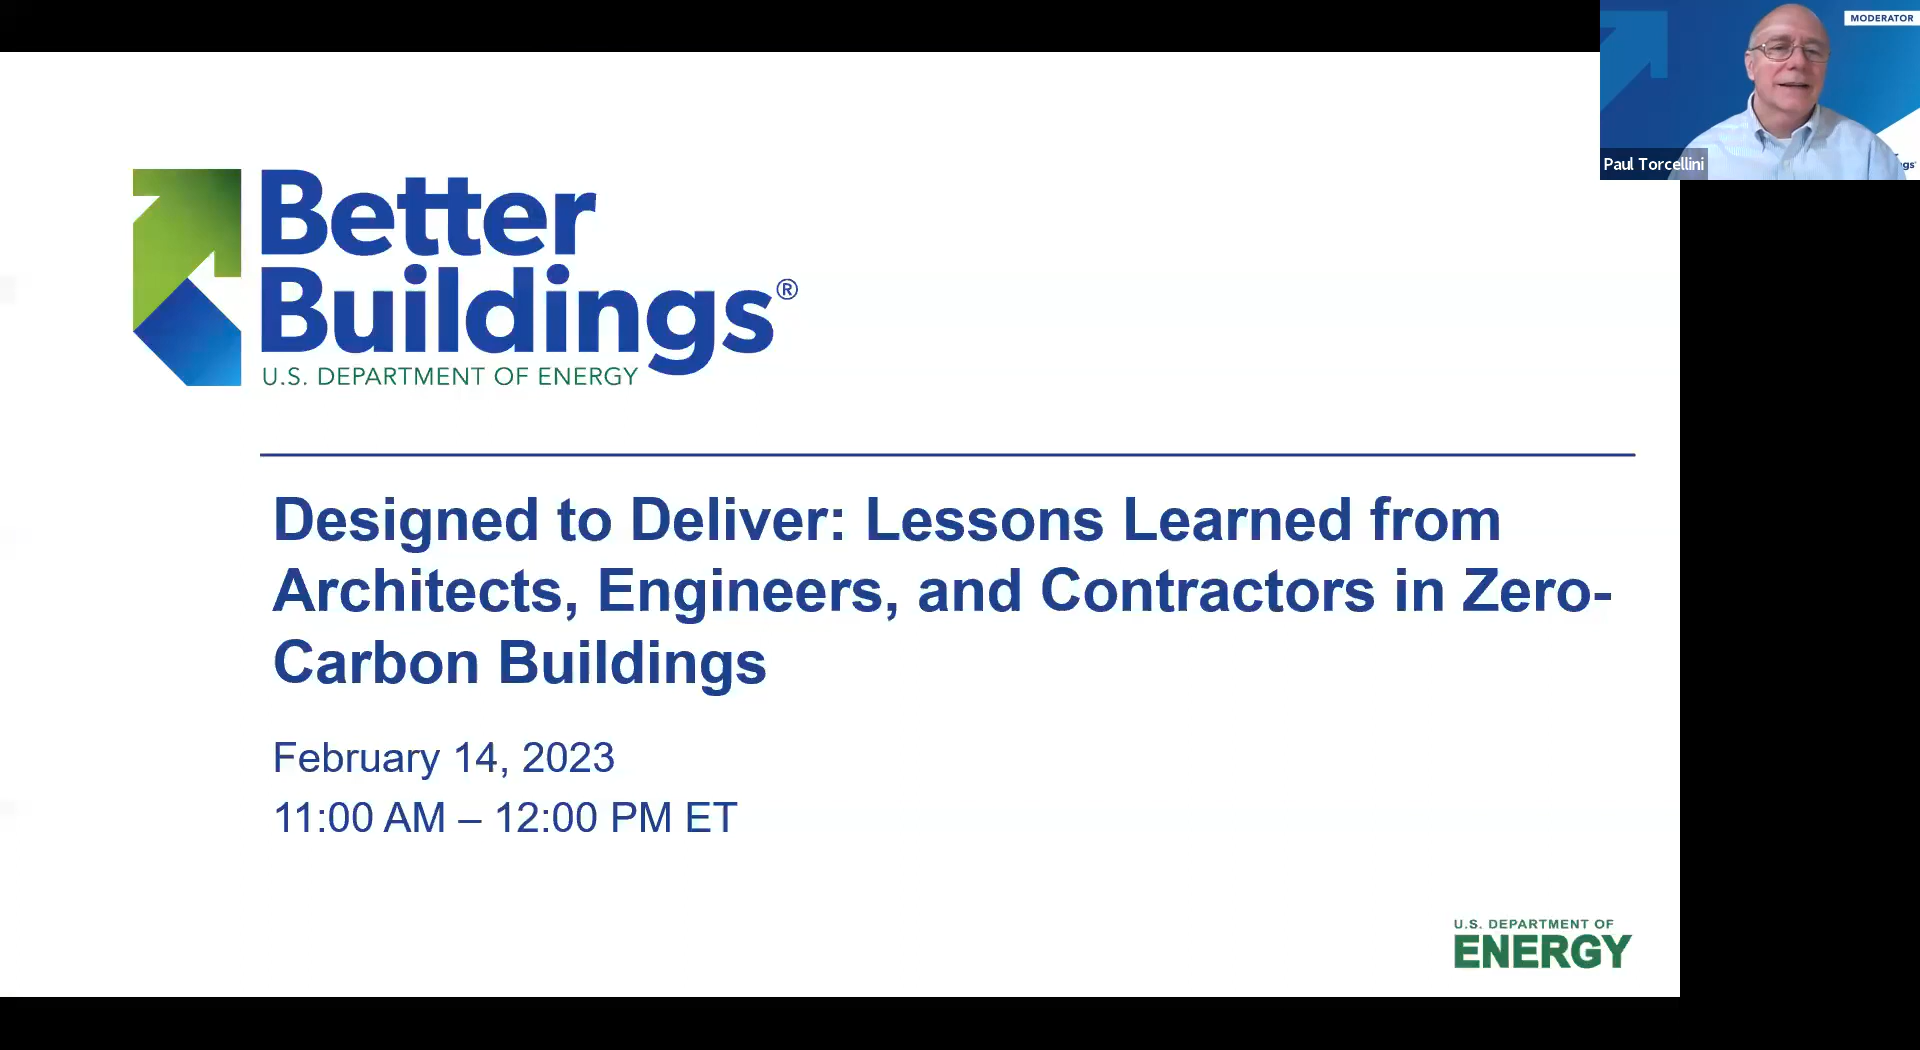 MODERATOR
Paul Torcellini
gs®
Better
Buildings®
U.S. DEPARTMENT OF ENERGY
Designed to Deliver: Lessons Learned from
Architects, Engineers, and Contractors in Zero-
Carbon Buildings
February 14, 2023
11:00 AM – 12:00 PM ET
U.S. DEPARTMENT OF
ENERGY